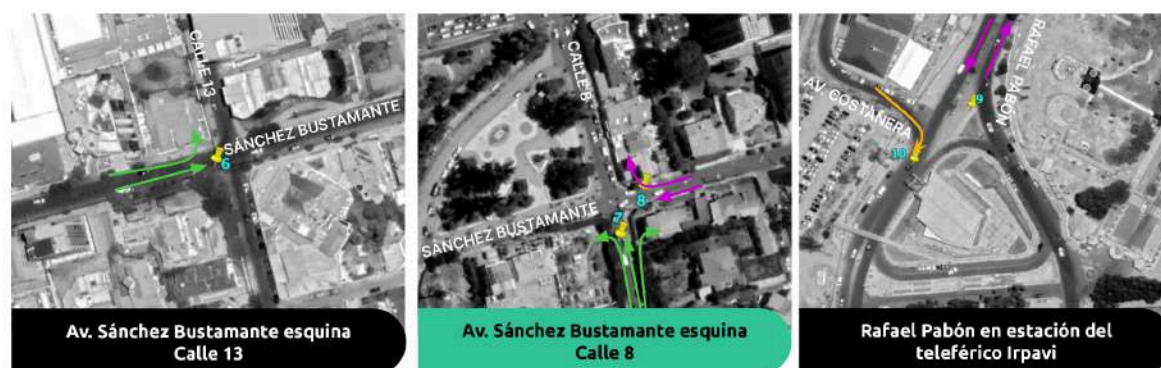 CALLE 13
SÁNCHEZ BUSTAMANTE
6
Av. Sánchez Bustamante esquina
Calle 13
CALLE 8
8
7
SÁNCHEZ BUSTAMANTE
Av. Sánchez Bustamante esquina
Calle 8
RAFAEL PABÓN
9
AV. COSTANERA
10
Rafael Pabón en estación del
teleférico Irpavi